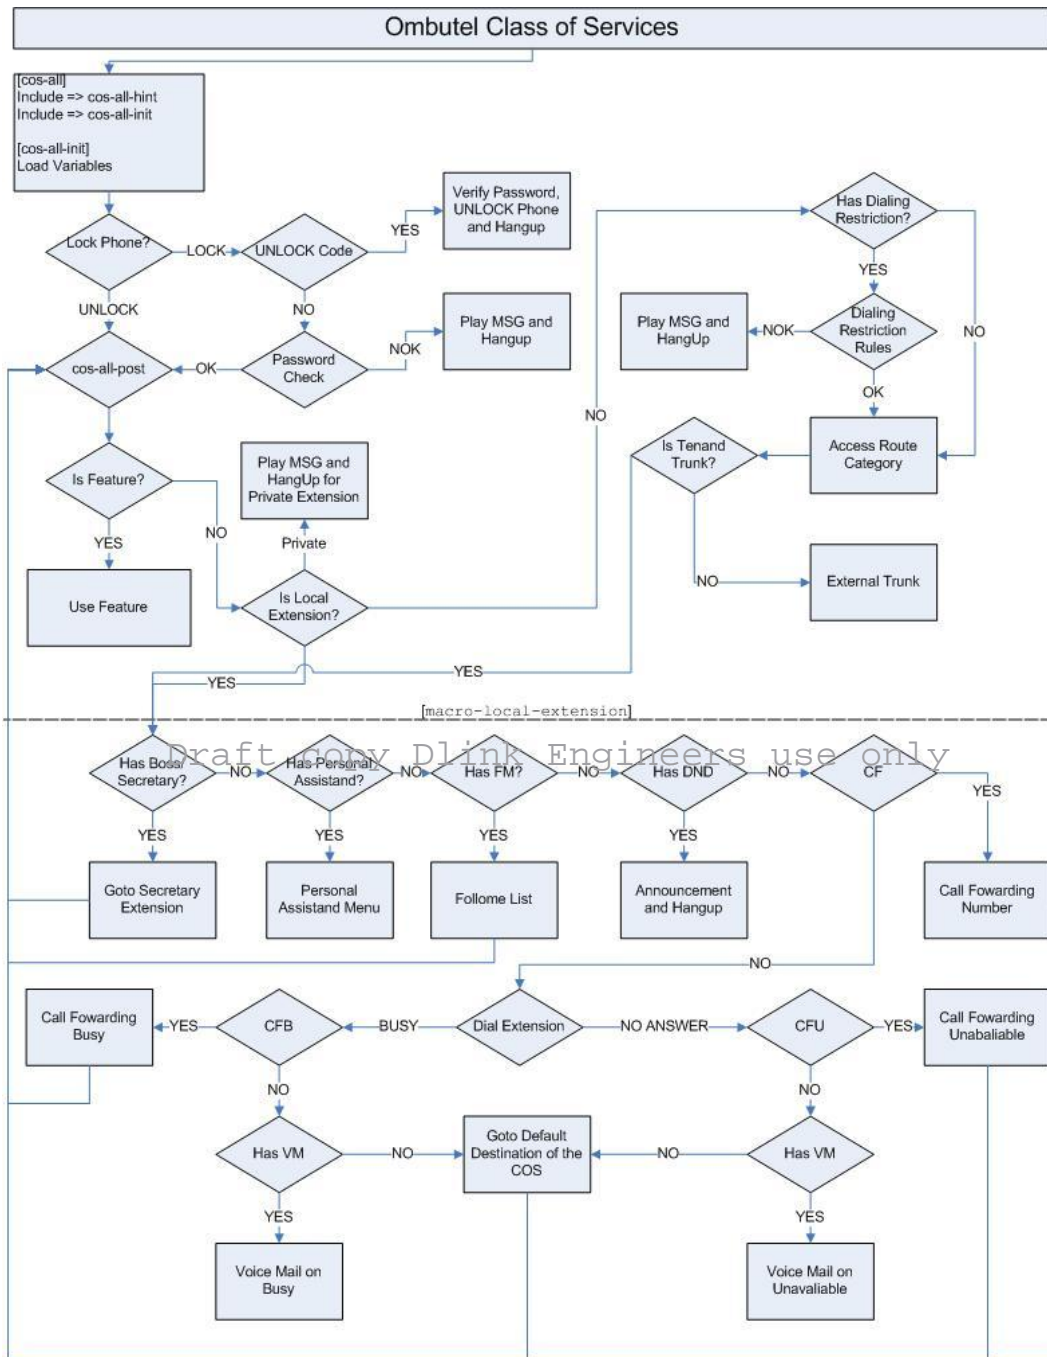 Ombutel Class of Services
[cos-all]
Include => cos-all-hint
Include => cos-all-init
[cos-all-init]
Load Variables
Lock Phone?
LOCK
UNLOCK Code
YES
Verify Password,
UNLOCK Phone
and Hangup
Has Dialing
Restriction?
UNLOCK
NO
YES
NO
cos-all-post
OK
Password
Check
NOK
Play MSG and
Hangup
Play MSG and
HangUp
NOK
Dialing
Restriction
Rules
OK
NO
Is Feature?
NO
YES
Use Feature
Play MSG and
HangUp for
Private Extension
Private
Is Local
Extension?
Is Tenand
Trunk?
Access Route
Category
NO
External Trunk
YES
YES
[macro-local-extension]
Draft copy Dlink Engineers use only
Has Boss/
Secretary?
NO
Has Personal
Assistand?
NO
Has FM?
NO
Has DND
NO
CF
YES
YES
YES
YES
YES
Goto Secretary
Extension
Personal
Assistand Menu
Follome List
Announcement
and Hangup
Call Fowarding
Number
NO
Call Fowarding
Busy
YES
CFB
BUSY
Dial Extension
NO ANSWER
CFU
YES
Call Fowarding
Unabaliable
NO
NO
Has VM
NO
Goto Default
Destination of the
COS
NO
Has VM
YES
YES
Voice Mail on
Busy
Voice Mail on
Unavaliable